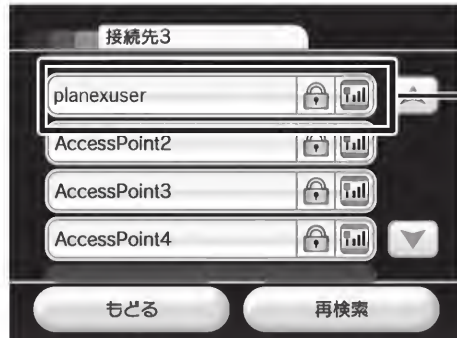 接続先3
planexuser
AccessPoint2
AccessPoint3
AccessPoint4
もどる
再検索